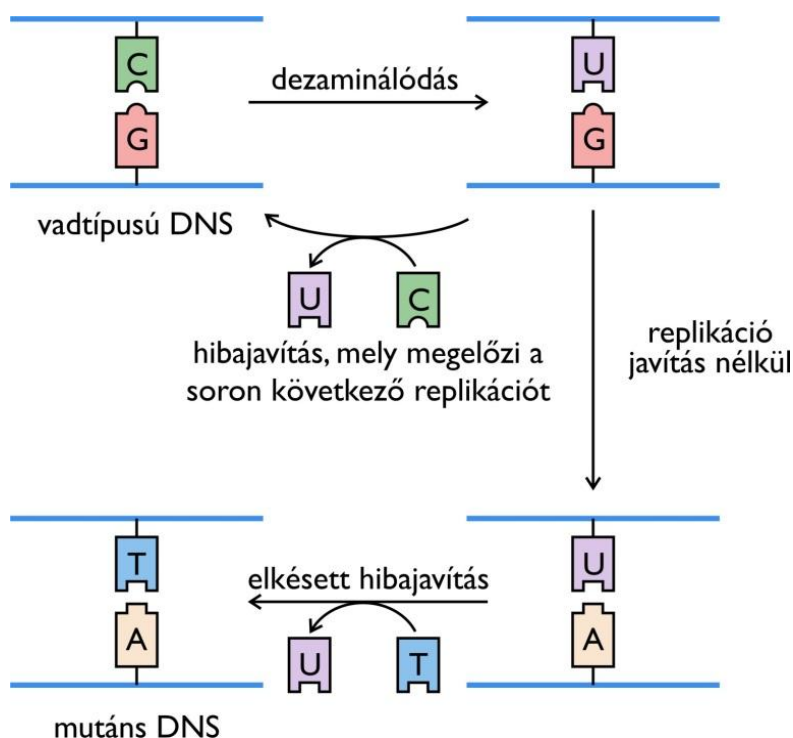 C
G
vadtípusú DNS
dezaminálódás
U
G
U
C
hibajavítás, mely megelőzi a
soron következő replikációt
replikáció
javítás nélkül
T
A
mutáns DNS
elkésett hibajavítás
U
T
U
A